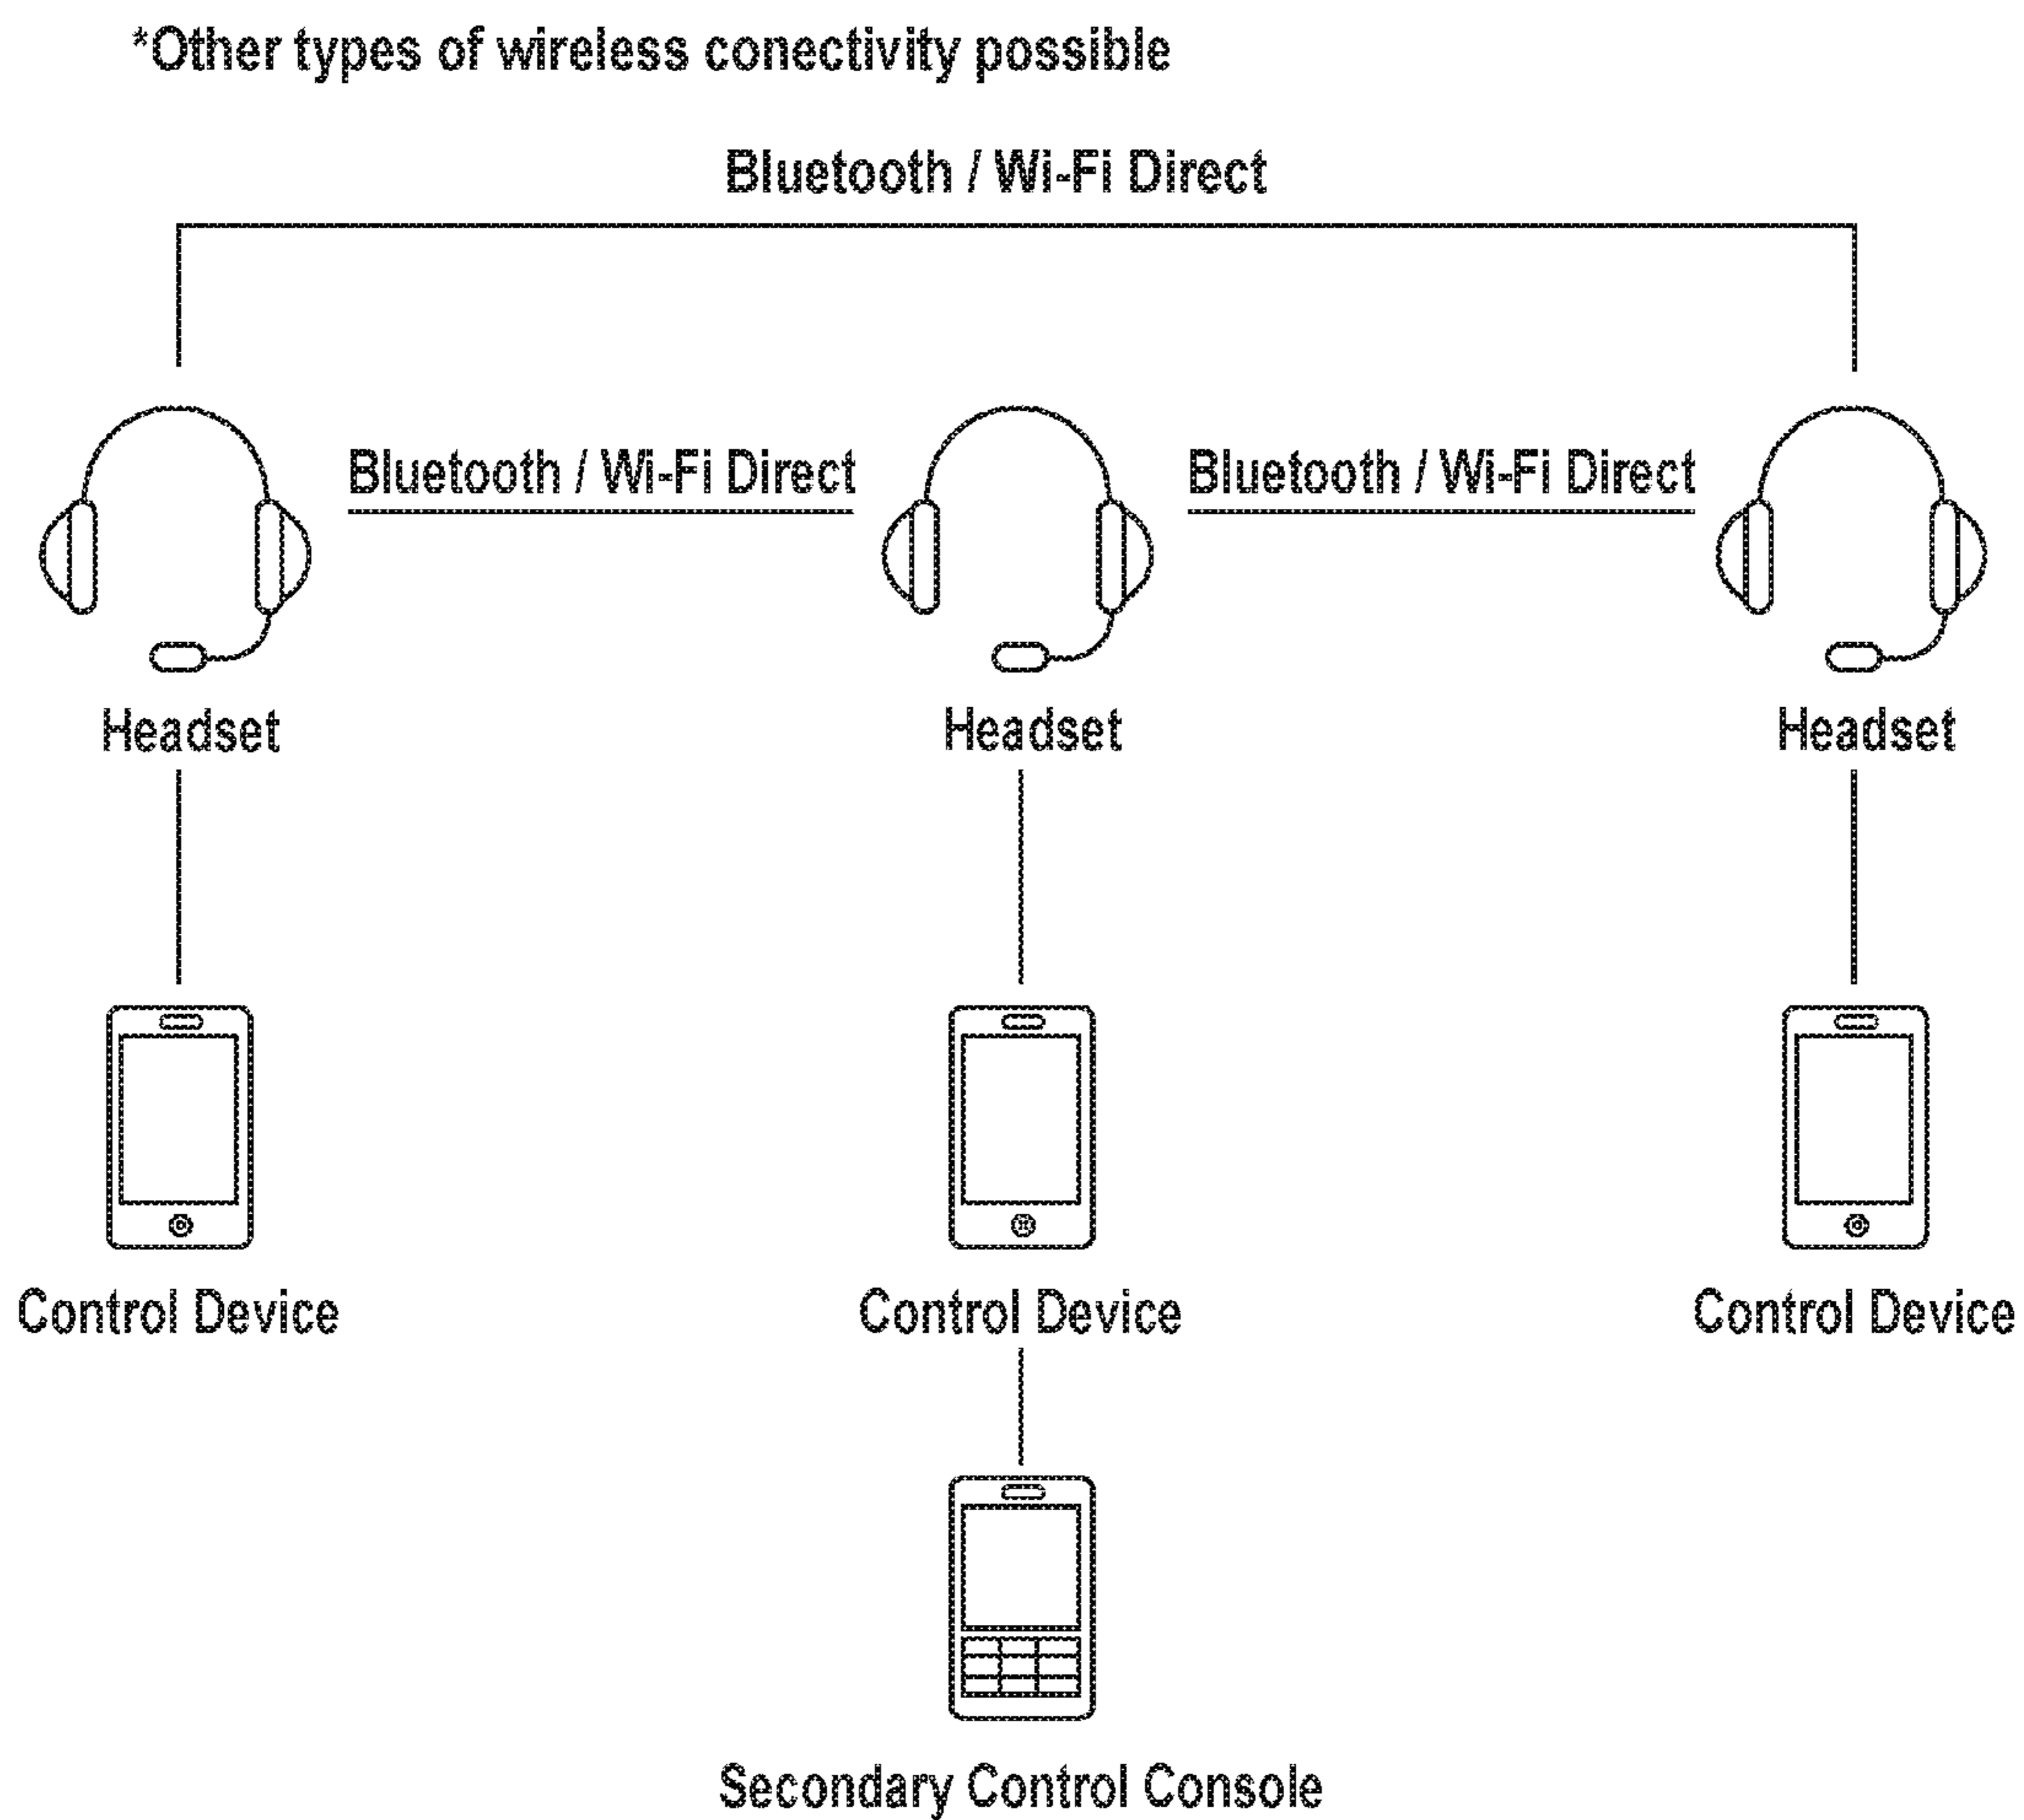 *Other types of wireless conectivity possible
Bluetooth / Wi-Fi Direct
Bluetooth / Wi-Fi Direct
Bluetooth / Wi-Fi Direct
Headset
Headset
Headset
Control Device
Control Device
Control Device
Secondary Control Console